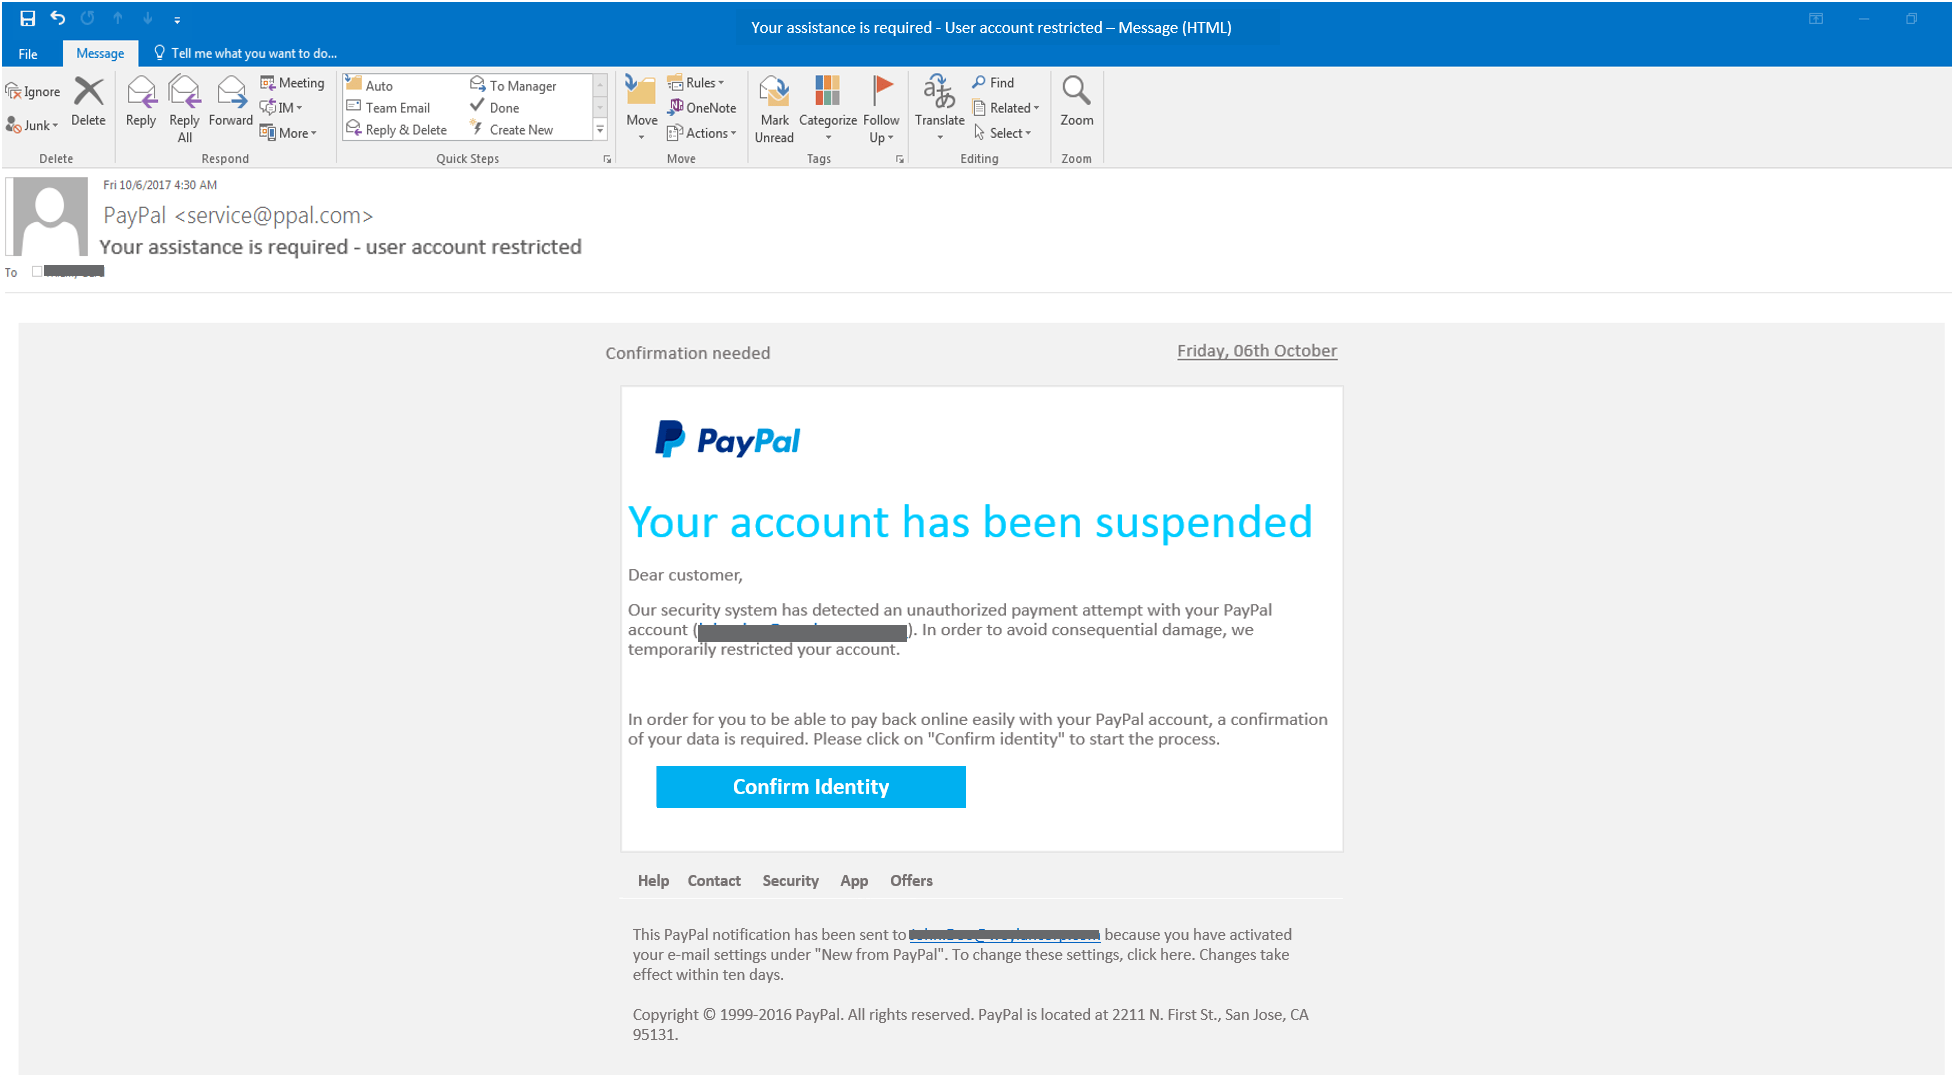 Your assistance is required - User account restricted – Message (HTML)
File Message Tell me what you want to do...
Ignore
Junk
Delete
Delete
Reply
Reply All
Forward
Meeting
IM
More
Respond
Auto
To Manager
Team Email
Done
Reply & Delete
Create New
Quick Steps
Move
Rules
OneNote
Actions
Move
Mark Unread
Categorize
Follow Up
Tags
Translate
Find
Related
Select
Editing
Zoom
Zoom
Fri 10/6/2017 4:30 AM
PayPal <service@ppal.com>
Your assistance is required - user account restricted
To
Confirmation needed
Friday, 06th October
PayPal
Your account has been suspended
Dear customer,
Our security system has detected an unauthorized payment attempt with your PayPal
account ( ). In order to avoid consequential damage, we
temporarily restricted your account.
In order for you to be able to pay back online easily with your PayPal account, a confirmation
of your data is required. Please click on "Confirm identity" to start the process.
Confirm Identity
Help Contact Security App Offers
This PayPal notification has been sent to because you have activated
your e-mail settings under "New from PayPal". To change these settings, click here. Changes take
effect within ten days.
Copyright © 1999-2016 PayPal. All rights reserved. PayPal is located at 2211 N. First St., San Jose, CA
95131.